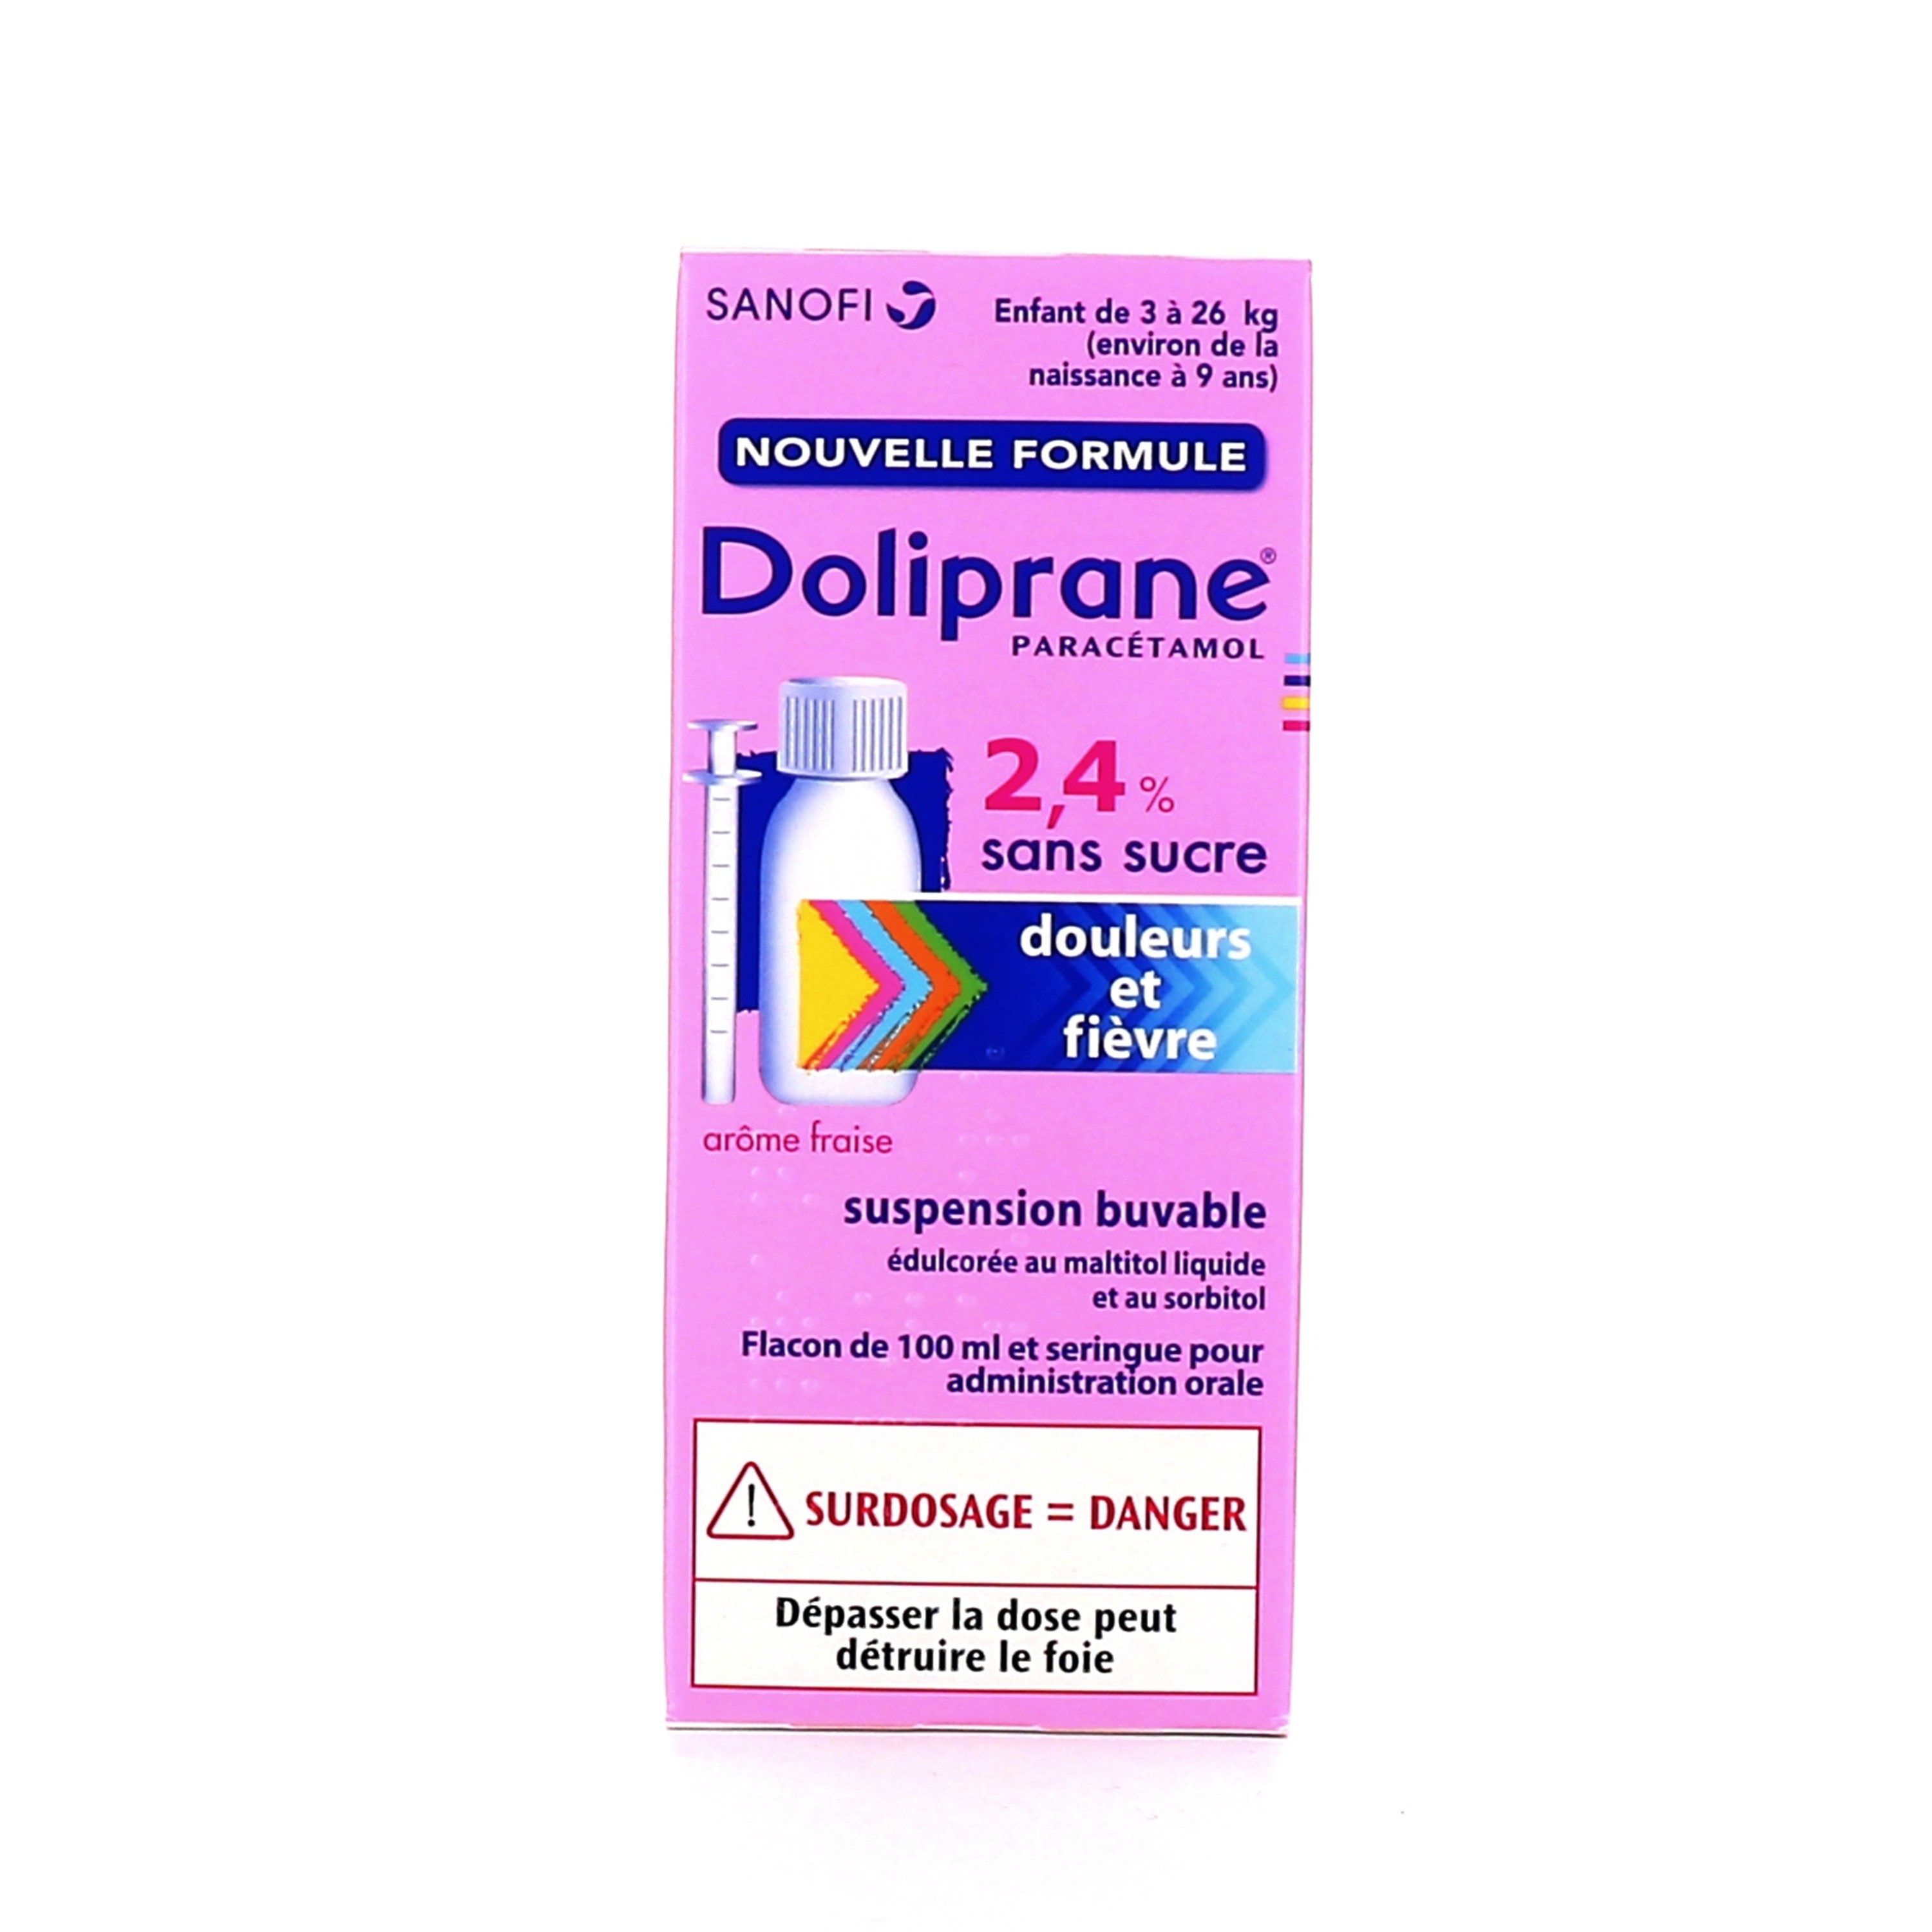 SANOFI
Enfant de 3 à 26 kg
(environ de la
naissance à 9 ans)
NOUVELLE FORMULE
Doliprane®
PARACÉTAMOL
2,4 %
sans sucre
douleurs
et
fièvre
arôme fraise
suspension buvable
édulcorée au maltitol liquide
et au sorbitol
Flacon de 100 ml et seringue pour
administration orale
! SURDOSAGE = DANGER
Dépasser la dose peut
détruire le foie